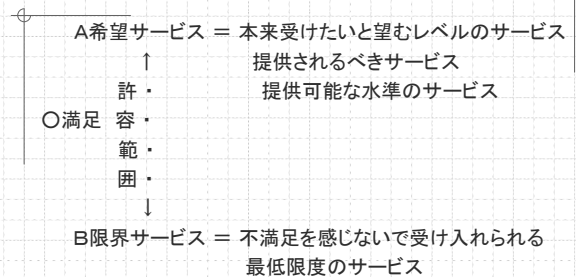 A希望サービス = 本来受けたいと望むレベルのサービス
↑ 提供されるべきサービス
許・ 提供可能な水準のサービス
〇満足 容・
範・
囲・
↓
B限界サービス = 不満足を感じないで受け入れられる
最低限度のサービス